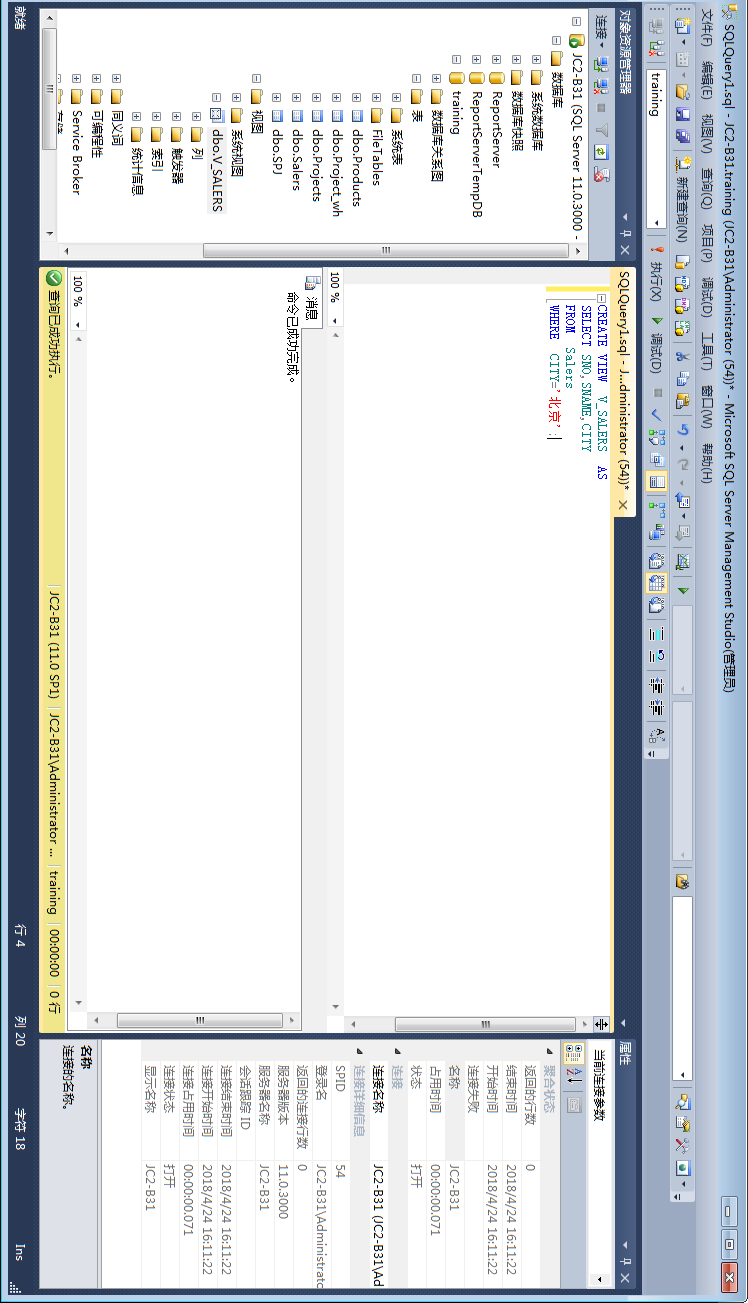 SQLQuery1.sql - JC2-B31.training (JC2-B31\Administrator (54))* - Microsoft SQL Server Management Studio(管理员)
文件(F) 编辑(E) 视图(V) 查询(Q) 项目(P) 调试(D) 工具(T) 窗口(W) 帮助(H)
新建查询(N)
training 执行(X) 调试(D)
对象资源管理器
连接
JC2-B31 (SQL Server 11.0.3000 -
数据库
系统数据库
数据库快照
ReportServer
ReportServerTempDB
training
数据库关系图
表
系统表
FileTables
dbo.Products
dbo.Project_wh
dbo.Projects
dbo.Salers
dbo.SPJ
视图
系统视图
dbo.V_SALERS
列
触发器
索引
统计信息
同义词
可编程性
Service Broker
SQLQuery1.sql - J...dministrator (54))*
CREATE VIEW V_SALERS AS
SELECT SNO,SNAME,CITY
FROM Salers
WHERE CITY='北京';
100 %
消息
命令已成功完成。
100 %
查询已成功执行。 JC2-B31 (11.0 SP1) JC2-B31\Administrator ... training 00:00:00 0 行
属性
当前连接参数
聚合状态
返回的行数 0
结束时间 2018/4/24 16:11:22
开始时间 2018/4/24 16:11:22
连接失败
名称 JC2-B31
占用时间 00:00:00.071
状态 打开
连接
连接名称 JC2-B31 (JC2-B31\Ad
连接详细信息
SPID 54
登录名 JC2-B31\Administratc
返回的连接行数 0
服务器版本 11.0.3000
服务器名称 JC2-B31
会话跟踪 ID
连接结束时间 2018/4/24 16:11:22
连接开始时间 2018/4/24 16:11:22
连接占用时间 00:00:00.071
连接状态 打开
显示名称 JC2-B31
名称
连接的名称。
就绪 行 4 列 20 字符 18 Ins